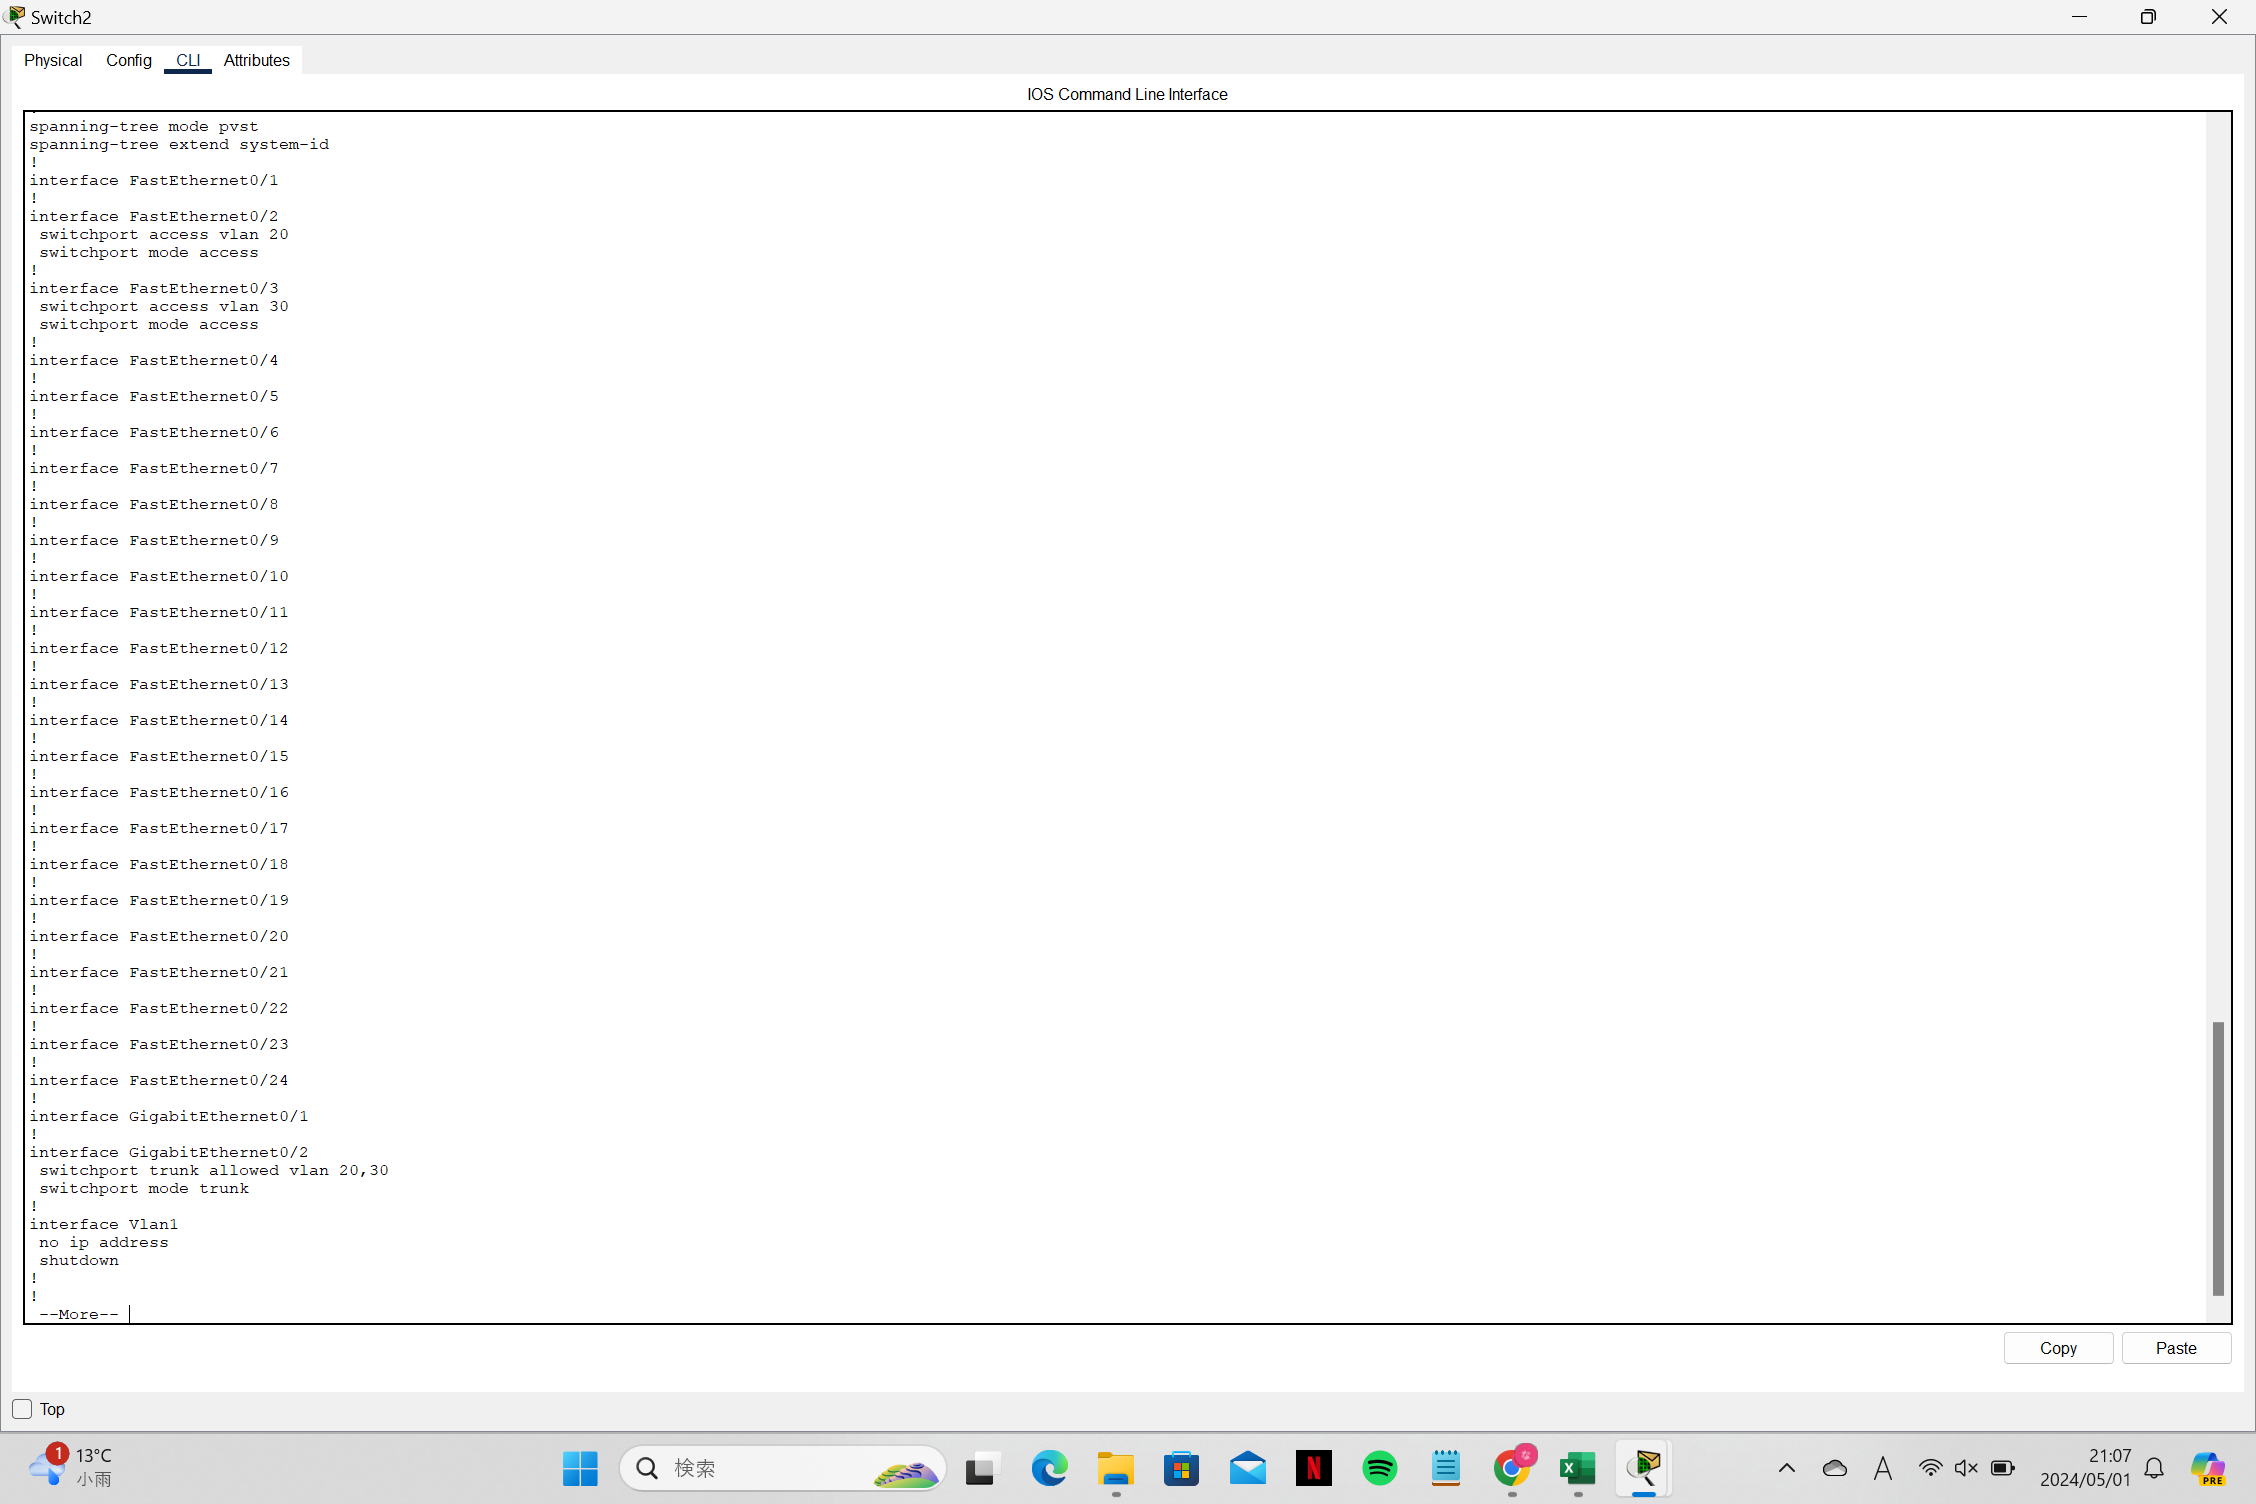 Switch2
Physical Config CLI Attributes
IOS Command Line Interface
spanning-tree mode pvst
spanning-tree extend system-id
!
interface FastEthernet0/1
!
interface FastEthernet0/2
switchport access vlan 20
switchport mode access
!
interface FastEthernet0/3
switchport access vlan 30
switchport mode access
!
interface FastEthernet0/4
!
interface FastEthernet0/5
!
interface FastEthernet0/6
!
interface FastEthernet0/7
!
interface FastEthernet0/8
!
interface FastEthernet0/9
!
interface FastEthernet0/10
!
interface FastEthernet0/11
!
interface FastEthernet0/12
!
interface FastEthernet0/13
!
interface FastEthernet0/14
!
interface FastEthernet0/15
!
interface FastEthernet0/16
!
interface FastEthernet0/17
!
interface FastEthernet0/18
!
interface FastEthernet0/19
!
interface FastEthernet0/20
!
interface FastEthernet0/21
!
interface FastEthernet0/22
!
interface FastEthernet0/23
!
interface FastEthernet0/24
!
interface GigabitEthernet0/1
!
interface GigabitEthernet0/2
switchport trunk allowed vlan 20,30
switchport mode trunk
!
interface Vlan1
no ip address
shutdown
!
!
--More--
Copy Paste
Top
1
13°C
小雨
検索
N
X
A
21:07
2024/05/01
PRE